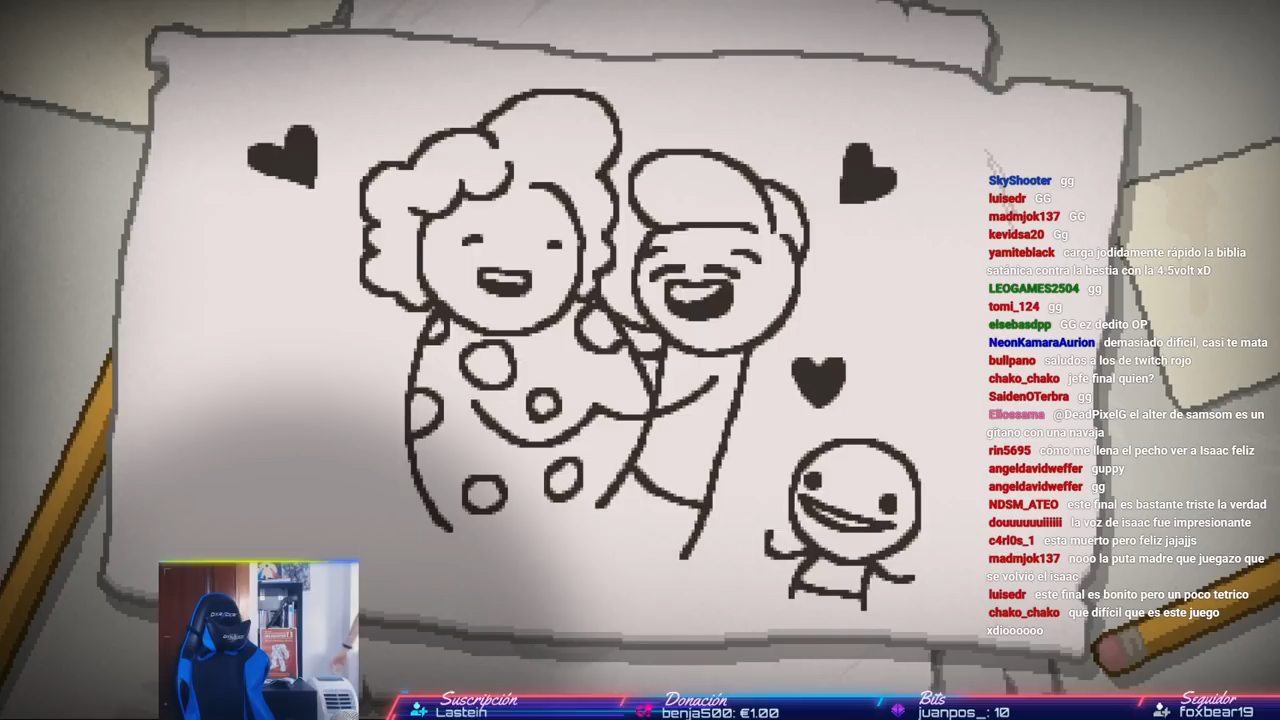 SkyShooter gg
luisedr GG
madmjok137 GG
kevidsa20 Gg
yamiteblack carga jodidamente rápido la biblia
satánica contra la bestia con la 4.5volt xD
LEOGAMES2504 gg
tomi_124 gg
elsebasdpp GG ez dedito OP
NeonKamaraAurion demasiado dificil, casi te mata
bullpano saludos a los de twitch rojo
chako_chako jefe final quien?
SaidenOTerbra gg
Elicesama @DeadPixelG el alter de samsom es un
gitano con una navaja
rin5695 cómo me llena el pecho ver a Isaac feliz
angeldavidweffer guppy
angeldavidweffer gg
NDSM_ATEO este final es bastante triste la verdad
douuuuuuiiiiii la voz de isaac fue impresionante
c4rl0s_1 esta muerto pero feliz jajajjs
madmjok137 nooo la puta madre que juegazo que
se volvió el isaac
luisedr este final es bonito pero un poco tetrico
chako_chako que difícil que es este juego
xdiooooo
Suscripción Donación Bits Seguidor
Lastein benja500: €1.00 juanpos_: 10 foxbear19